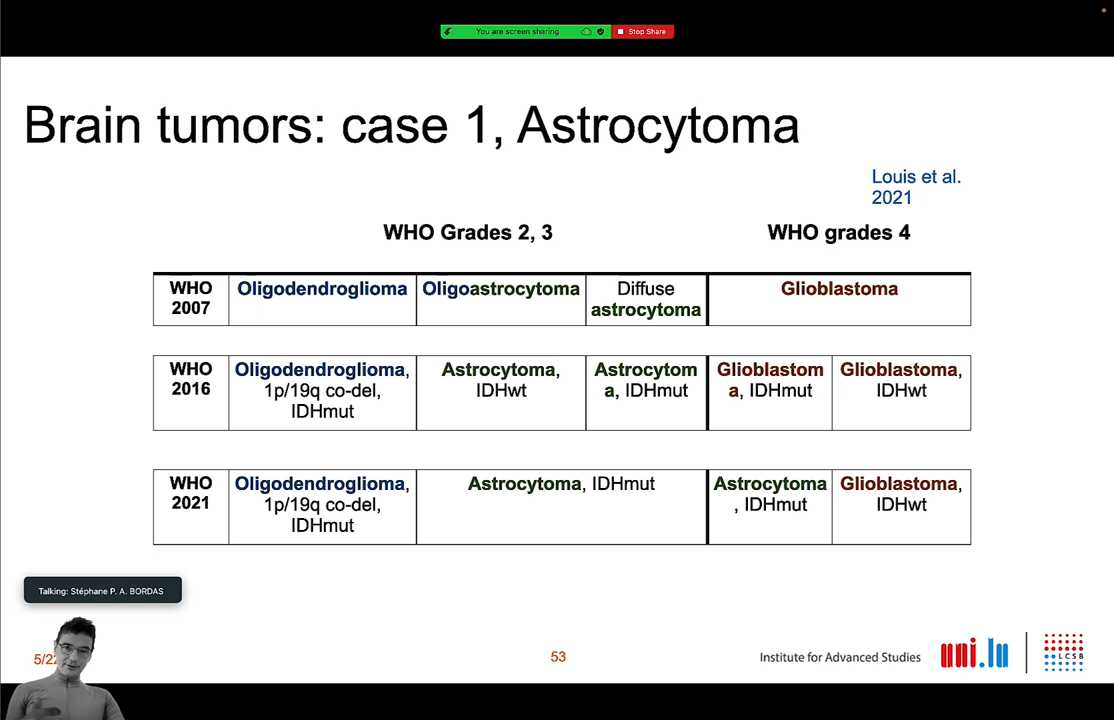 You are screen sharing
Stop Share
Brain tumors: case 1, Astrocytoma
Louis et al.
2021
WHO Grades 2, 3
WHO grades 4
WHO
2007
Oligodendroglioma
Oligoastrocytoma
Diffuse
astrocytoma
Glioblastoma
WHO
2016
Oligodendroglioma,
1p/19q co-del,
IDHmut
Astrocytoma,
IDHwt
Astrocytom
a, IDHmut
Glioblastom
a, IDHmut
Glioblastoma,
IDHwt
WHO
2021
Oligodendroglioma,
1p/19q co-del,
IDHmut
Astrocytoma, IDHmut
Astrocytoma
, IDHmut
Glioblastoma,
IDHwt
Talking: Stéphane P. A. BORDAS
5/22
53
Institute for Advanced Studies
uni.lu
LCSB